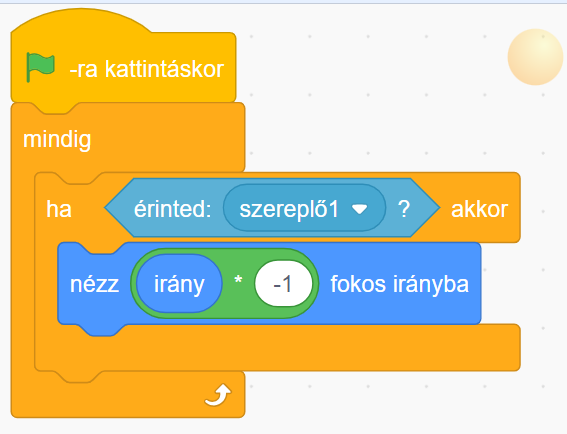 -ra kattintáskor
mindig
ha érinted: szereplő1 ? akkor
nézz irány * -1 fokos irányba